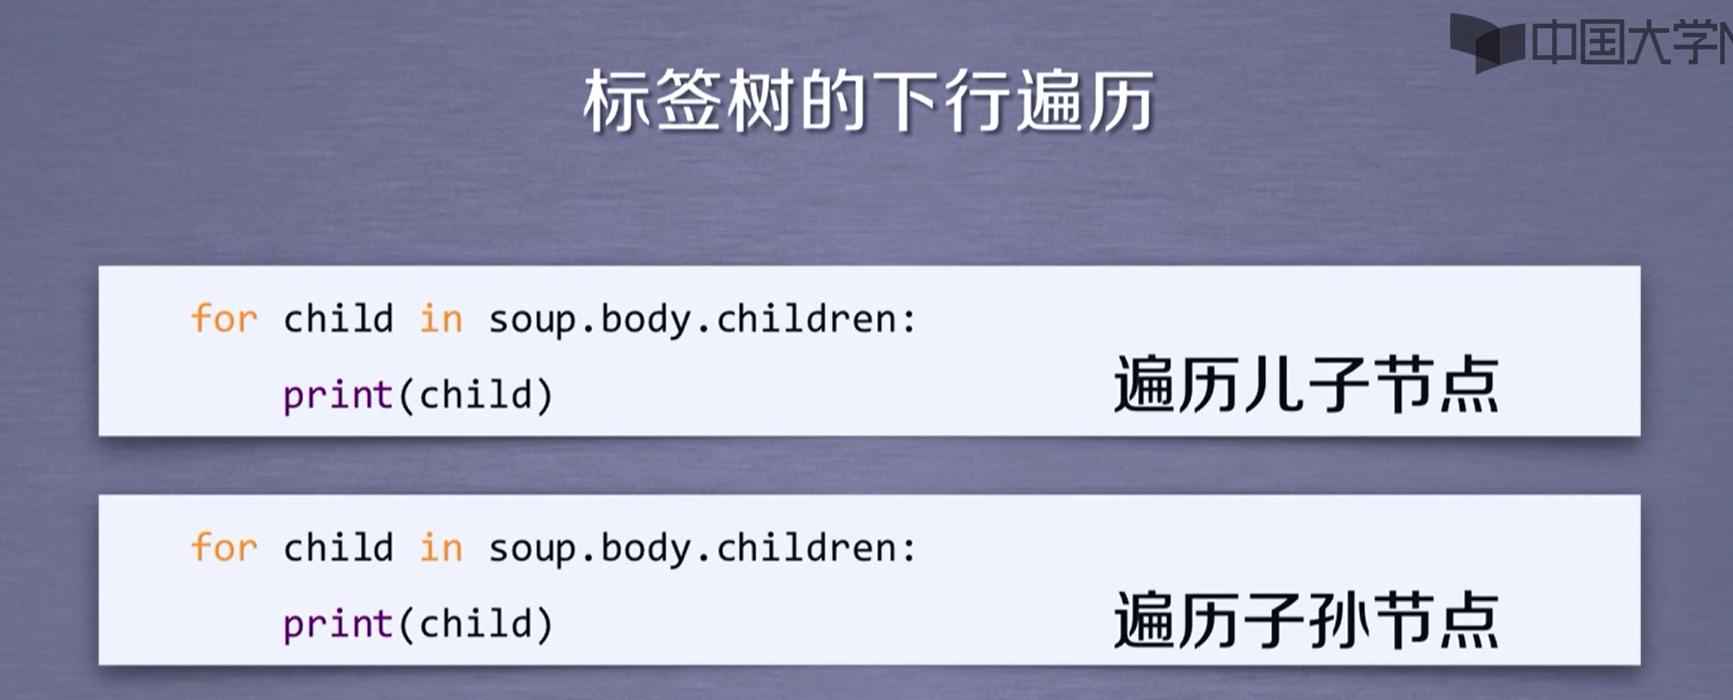 中国大学
标签树的下行遍历
for child in soup.body.children:
print(child)
遍历儿子节点
for child in soup.body.children:
print(child)
遍历子孙节点